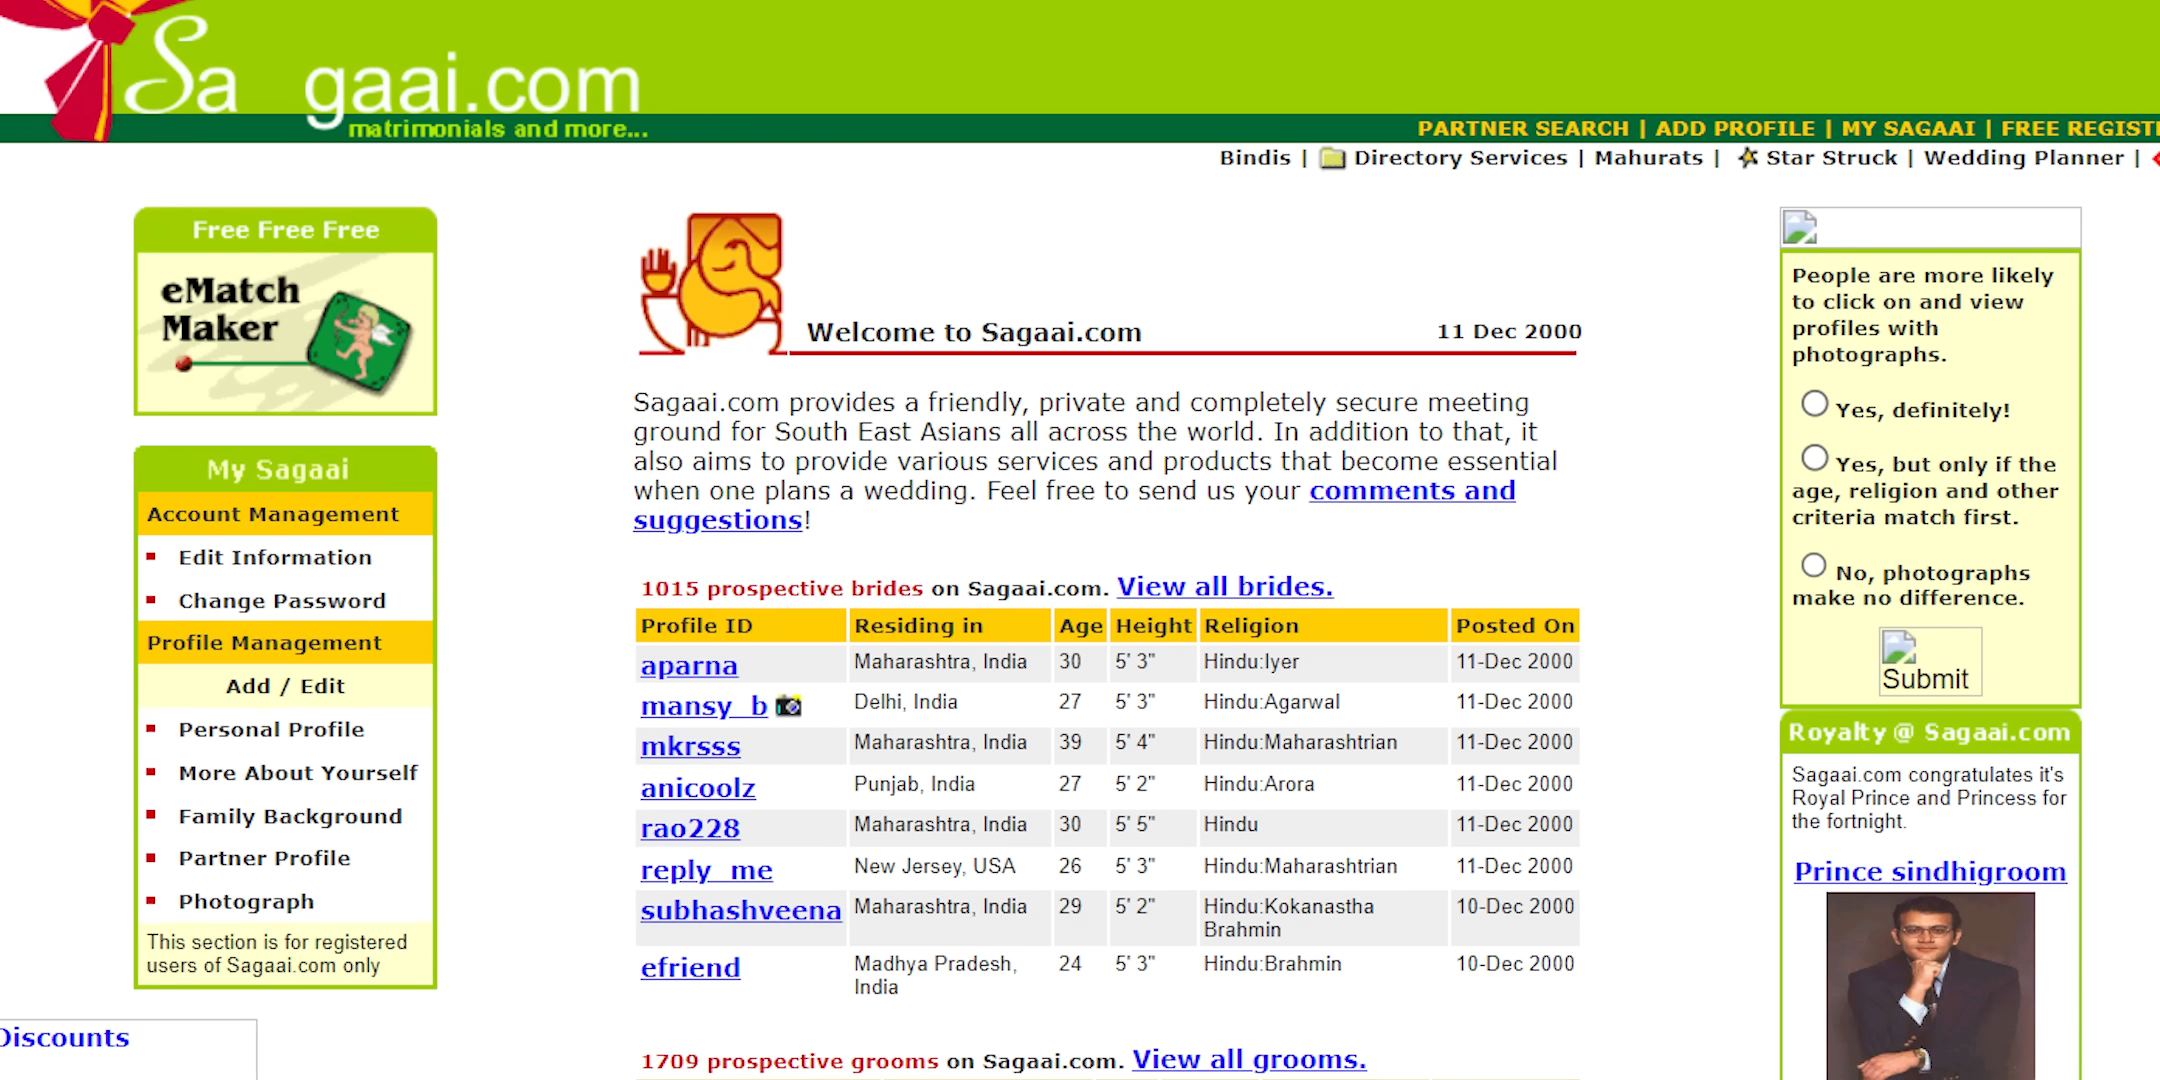 Sagaai.com
matrimonials and more...
PARTNER SEARCH | ADD PROFILE | MY SAGAAI | FREE REGIST
Bindis | Directory Services | Mahurats | Star Struck | Wedding Planner |
Free Free Free
eMatch
Maker
My Sagaai
Account Management
Edit Information
Change Password
Profile Management
Add / Edit
Personal Profile
More About Yourself
Family Background
Partner Profile
Photograph
This section is for registered
users of Sagaai.com only
Discounts
Welcome to Sagaai.com 11 Dec 2000
Sagaai.com provides a friendly, private and completely secure meeting
ground for South East Asians all across the world. In addition to that, it
also aims to provide various services and products that become essential
when one plans a wedding. Feel free to send us your comments and
suggestions!
1015 prospective brides on Sagaai.com. View all brides.
Profile ID Residing in Age Height Religion Posted On
aparna Maharashtra, India 30 5' 3" Hindu:Iyer 11-Dec 2000
mansy_b Delhi, India 27 5' 3" Hindu:Agarwal 11-Dec 2000
mkrsss Maharashtra, India 39 5' 4" Hindu:Maharashtrian 11-Dec 2000
anicoolz Punjab, India 27 5' 2" Hindu:Arora 11-Dec 2000
rao228 Maharashtra, India 30 5' 5" Hindu 11-Dec 2000
reply_me New Jersey, USA 26 5' 3" Hindu:Maharashtrian 11-Dec 2000
subhashveena Maharashtra, India 29 5' 2" Hindu:Kokanastha 10-Dec 2000
Brahmin
efriend Madhya Pradesh, 24 5' 3" Hindu:Brahmin 10-Dec 2000
India
1709 prospective grooms on Sagaai.com. View all grooms.
People are more likely
to click on and view
profiles with
photographs.
Yes, definitely!
Yes, but only if the
age, religion and other
criteria match first.
No, photographs
make no difference.
Submit
Royalty @ Sagaai.com
Sagaai.com congratulates it's
Royal Prince and Princess for
the fortnight.
Prince sindhigroom